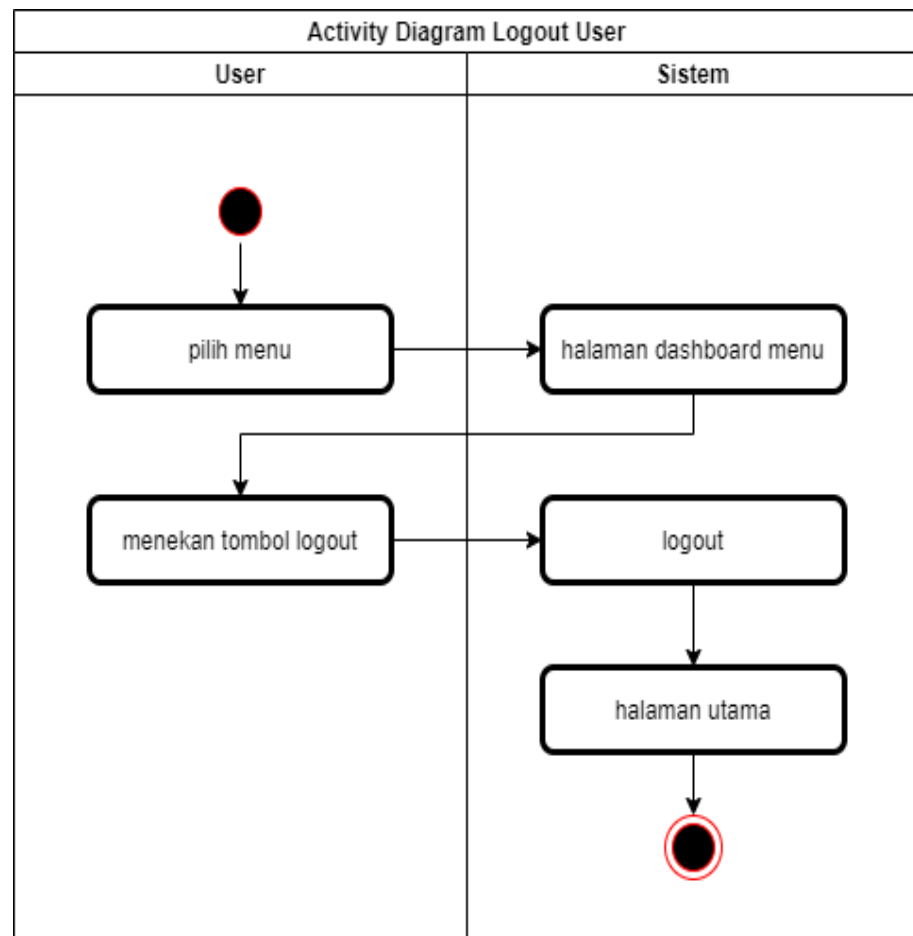 Activity Diagram Logout User
User
Sistem
pilih menu
halaman dashboard menu
menekan tombol logout
logout
halaman utama